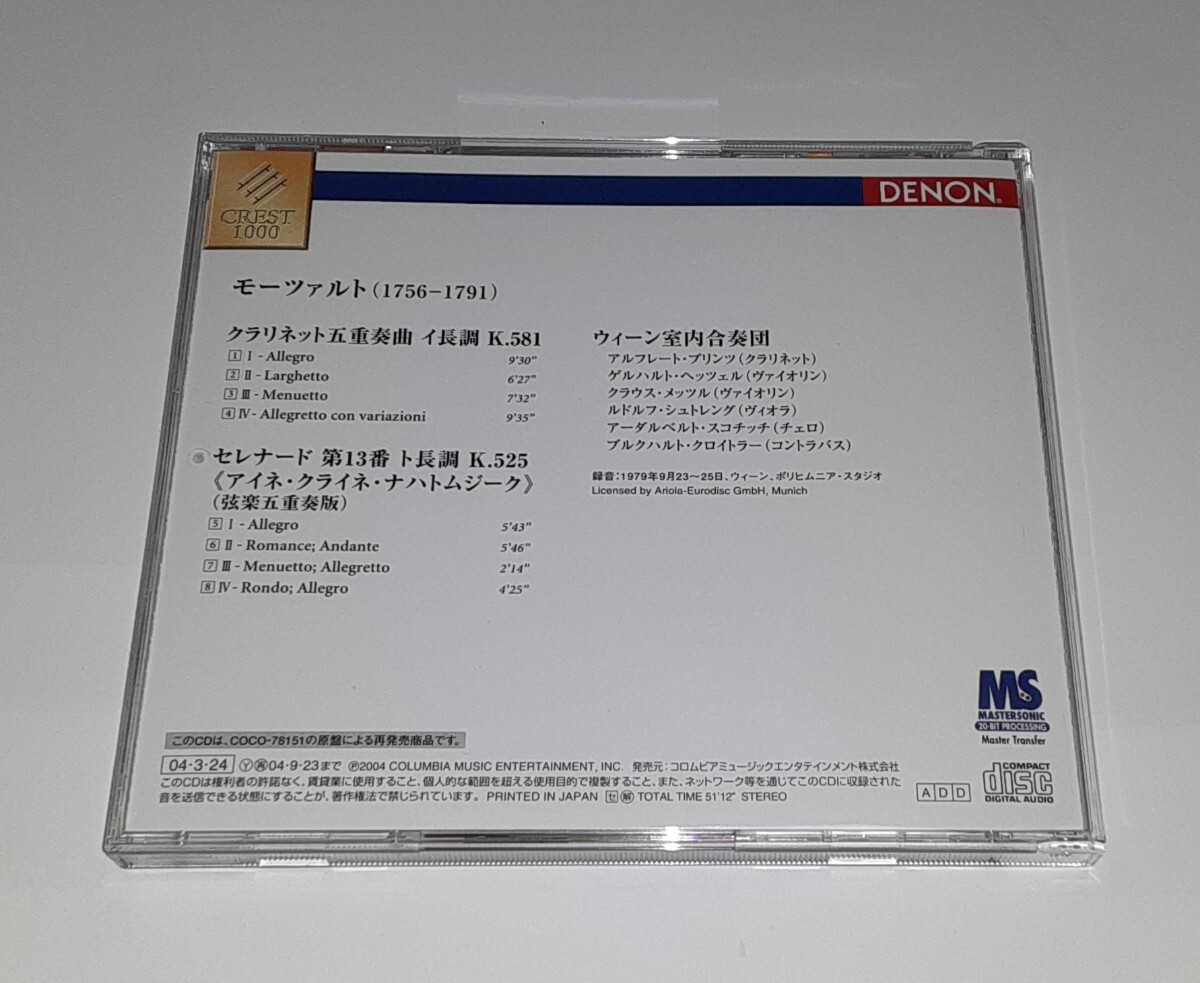 CREST
1000
DENON
モーツァルト(1756−1791)
クラリネット五重奏曲 イ長調 K.581
1 I - Allegro 9'30"
2 II - Larghetto 6'27"
3 III - Menuetto 7'32"
4 IV - Allegretto con variazioni 9'35"
セレナード 第13番 ト長調 K.525
《アイネ・クライネ・ナハトムジーク》
(弦楽五重奏版)
5 I - Allegro 5'43"
6 II - Romance; Andante 5'46"
7 III - Menuetto; Allegretto 2'14"
8 IV - Rondo; Allegro 4'25"
ウィーン室内合奏団
アルフレート・プリンツ(クラリネット)
ゲルハルト・ヘッツェル(ヴァイオリン)
クラウス・メッツル(ヴァイオリン)
ルドルフ・シュトレング(ヴィオラ)
アーダルベルト・スコチッチ(チェロ)
ブルクハルト・クロイトラー(コントラバス)
録音:1979年9月23〜25日、ウィーン、ポリヒムニア・スタジオ
Licensed by Ariola-Eurodisc GmbH, Munich
MS
MASTERSONIC
20-BIT PROCESSING
Master Transfer
このCDは、COCO-78151の原盤による再発売商品です。
04・3・24 Ⓨ再04・9・23まで ℗2004 COLUMBIA MUSIC ENTERTAINMENT, INC. 発売元:コロムビアミュージックエンタテインメント株式会社
このCDは権利者の許諾なく、賃貸業に使用すること、個人的な範囲を超える使用目的で複製すること、また、ネットワーク等を通じてこのCDに収録された
音を送信できる状態にすることが、著作権法で禁じられています。 PRINTED IN JAPAN セ 解 TOTAL TIME 51'12" STEREO
ADD
COMPACT
disc
DIGITAL AUDIO